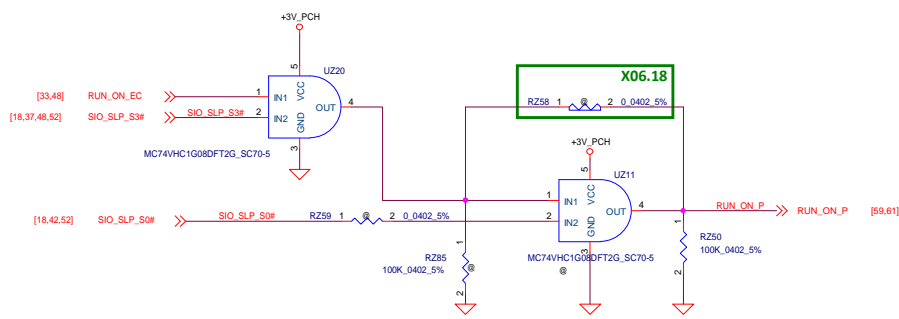 +3V_PCH
X06.18
UZ20
RZ58 1 @ 2 0_0402_5%
5
VCC
[33,48] RUN_ON_EC 1 IN1
OUT 4
[18,37,48,52] SIO_SLP_S3# SIO_SLP_S3# 2 IN2
GND
3
MC74VHC1G08DFT2G_SC70-5
+3V_PCH
5
UZ11
VCC
1 IN1
OUT 4 RUN_ON_P RUN_ON_P [59,61]
[18,42,52] SIO_SLP_S0# SIO_SLP_S0# RZ59 1 @ 2 0_0402_5% 2 IN2
GND
3
1
RZ50
100K_0402_5%
2
1
RZ85
100K_0402_5%
@
2
MC74VHC1G08DFT2G_SC70-5
@